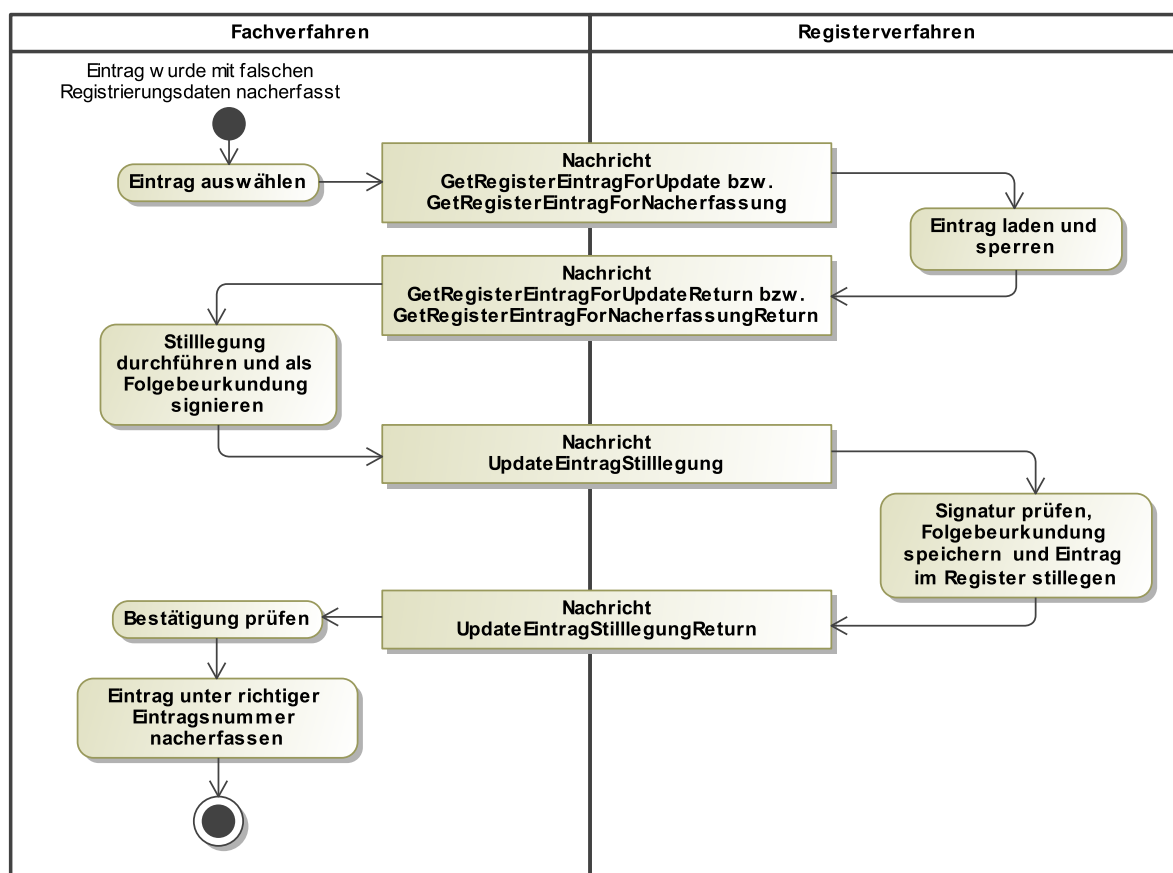 Fachverfahren
Registerverfahren
Eintrag wurde mit falschen
Registrierungsdaten nacherfasst
Eintrag auswählen
Nachricht
GetRegisterEintragForUpdate bzw.
GetRegisterEintragForNacherfassung
Eintrag laden und
sperren
Nachricht
GetRegisterEintragForUpdateReturn bzw.
GetRegisterEintragForNacherfassungReturn
Stilllegung
durchführen und als
Folgebeurkundung
signieren
Nachricht
UpdateEintragStilllegung
Signatur prüfen,
Folgebeurkundung
speichern und Eintrag
im Register stillegen
Nachricht
UpdateEintragStilllegungReturn
Bestätigung prüfen
Eintrag unter richtiger
Eintragsnummer
nacherfassen